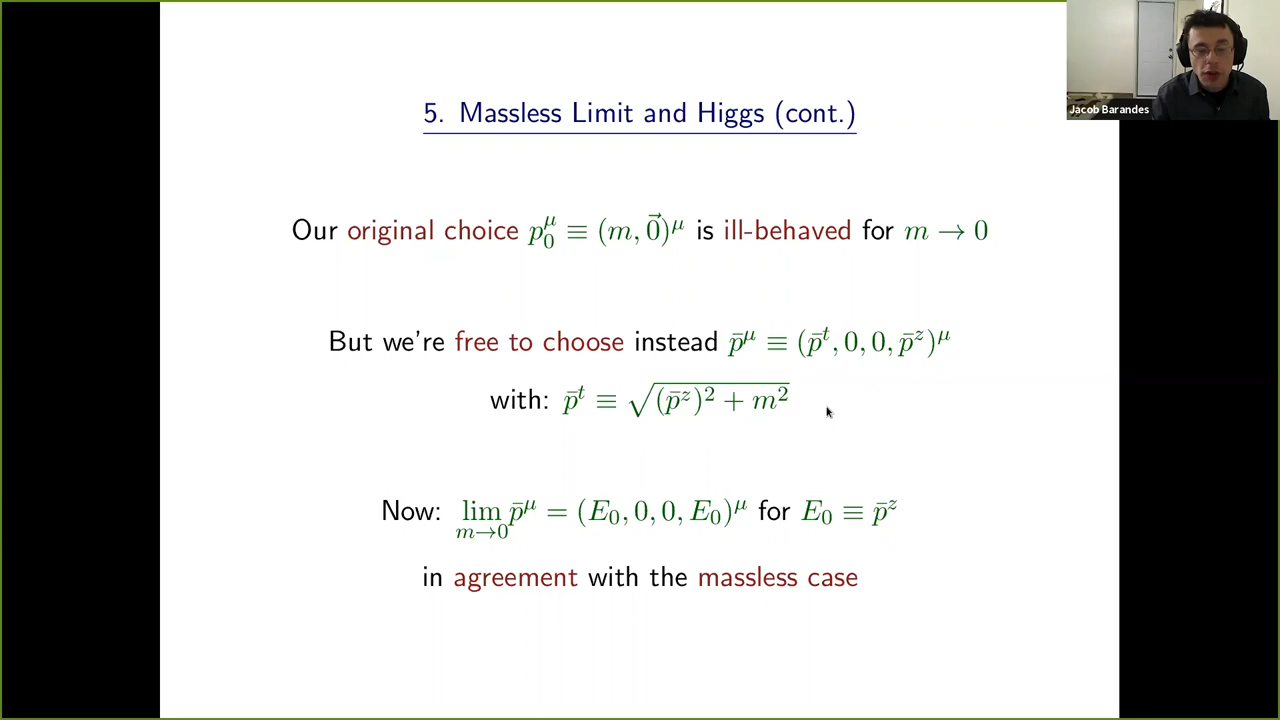 Jacob Barandes
5. Massless Limit and Higgs (cont.)
Our original choice p₀^μ ≡ (m, 0⃗)^μ is ill-behaved for m → 0
But we're free to choose instead p̄^μ ≡ (p̄^t, 0, 0, p̄^z)^μ
with: p̄^t ≡ √((p̄^z)² + m²)
Now: lim_{m→0} p̄^μ = (E₀, 0, 0, E₀)^μ for E₀ ≡ p̄^z
in agreement with the massless case